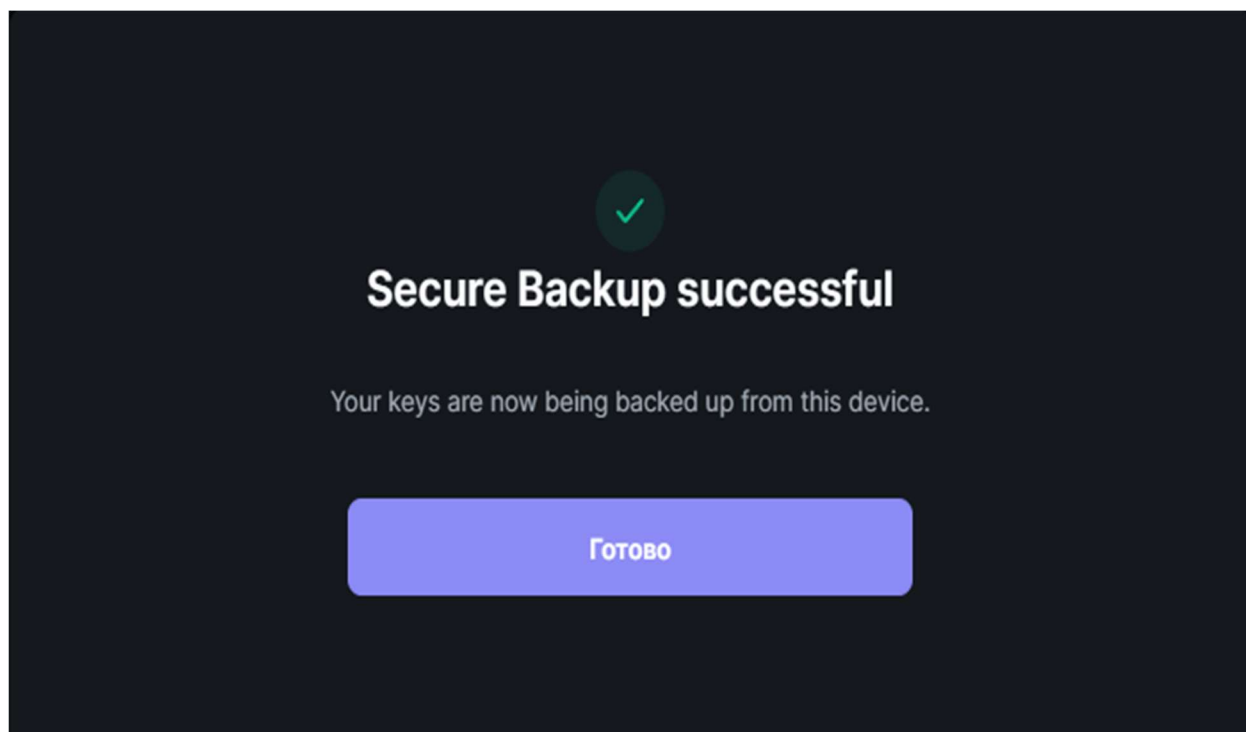 Secure Backup successful
Your keys are now being backed up from this device.
Готово